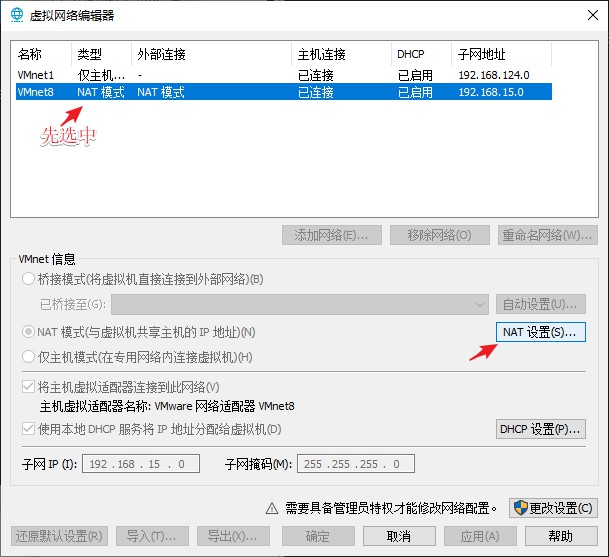 虚拟网络编辑器
名称 类型 外部连接 主机连接 DHCP 子网地址
VMnet1 仅主机... - 已连接 已启用 192.168.124.0
VMnet8 NAT 模式 NAT 模式 已连接 已启用 192.168.15.0
先选中
添加网络(E)... 移除网络(O) 重命名网络(W)...
VMnet 信息
桥接模式(将虚拟机直接连接到外部网络)(B)
已桥接至(G): 自动设置(U)...
NAT 模式(与虚拟机共享主机的 IP 地址)(N) NAT 设置(S)...
仅主机模式(在专用网络内连接虚拟机)(H)
将主机虚拟适配器连接到此网络(V)
主机虚拟适配器名称: VMware 网络适配器 VMnet8
使用本地 DHCP 服务将 IP 地址分配给虚拟机(D) DHCP 设置(P)...
子网 IP (I): 192 . 168 . 15 . 0 子网掩码(M): 255 . 255 . 255 . 0
需要具备管理员特权才能修改网络配置。 更改设置(C)
还原默认设置(R) 导入(T)... 导出(X)... 确定 取消 应用(A) 帮助